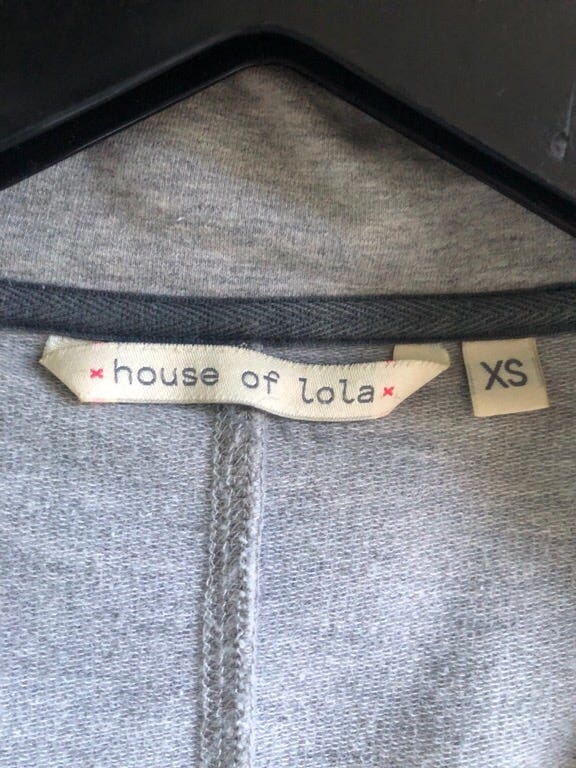 ×house of lola×
XS